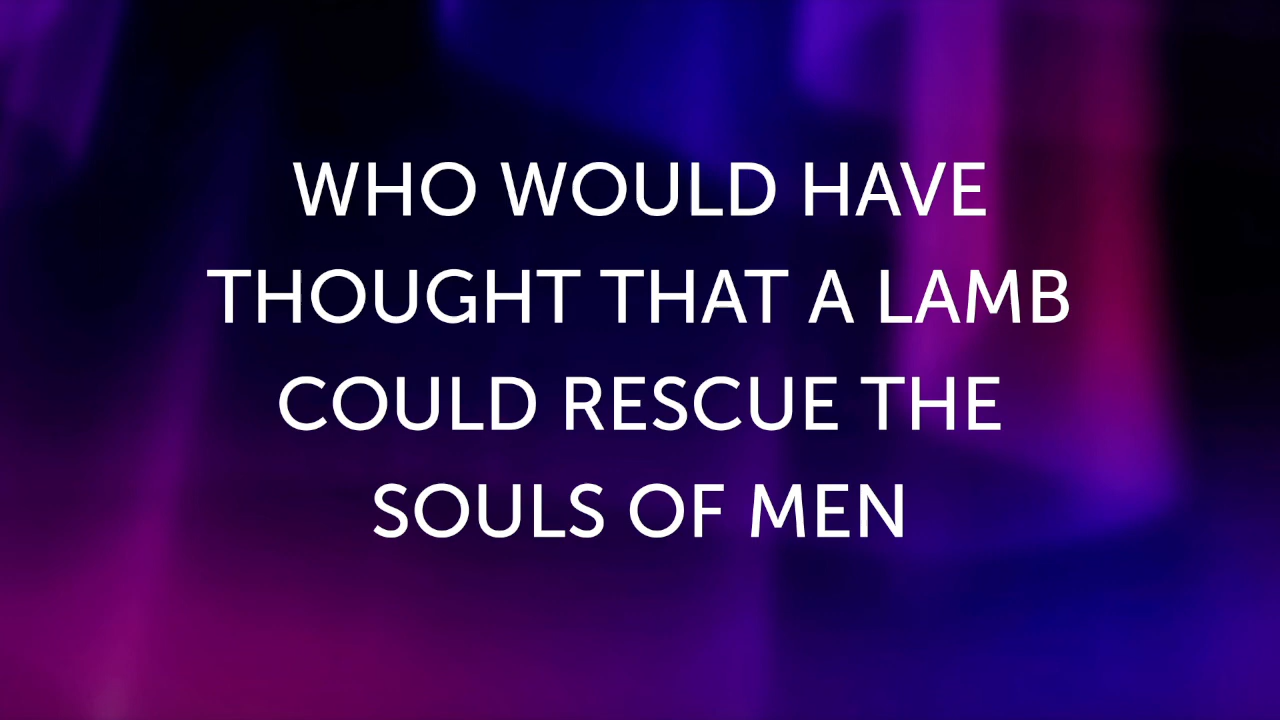 WHO WOULD HAVE
THOUGHT THAT A LAMB
COULD RESCUE THE
SOULS OF MEN